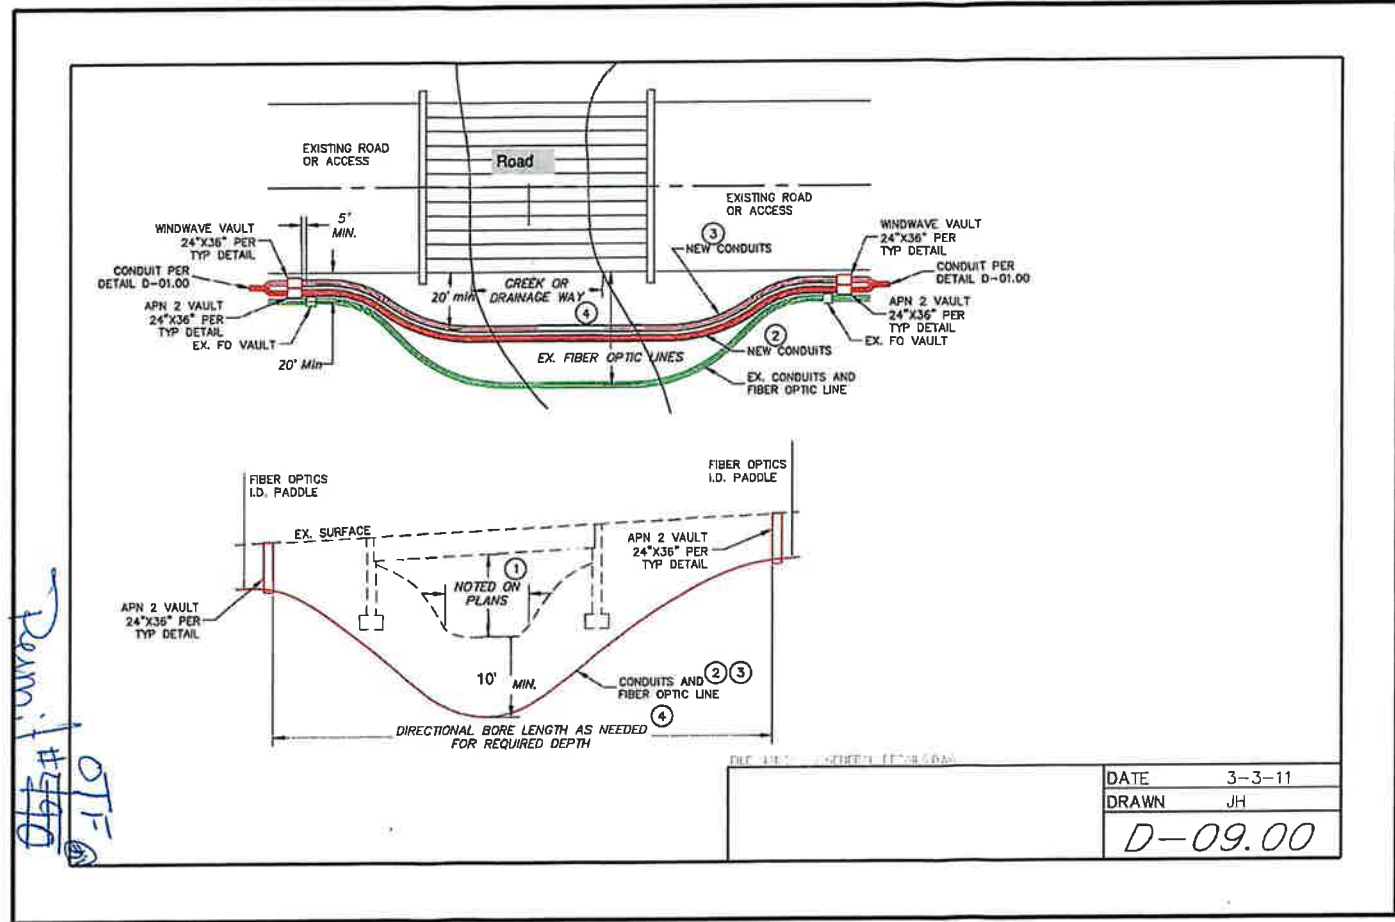 EXISTING ROAD
OR ACCESS
Road
EXISTING ROAD
OR ACCESS
5'
MIN.
WINDWAVE VAULT
24"X36" PER
TYP DETAIL
CONDUIT PER
DETAIL D-01.00
APN 2 VAULT
24"X36" PER
TYP DETAIL
EX. FO VAULT
20' Min
20' min
CREEK OR
DRAINAGE WAY
4
3
NEW CONDUITS
WINDWAVE VAULT
24"X36" PER
TYP DETAIL
CONDUIT PER
DETAIL D-01.00
APN 2 VAULT
24"X36" PER
TYP DETAIL
EX. FO VAULT
2
NEW CONDUITS
EX. FIBER OPTIC LINES
EX. CONDUITS AND
FIBER OPTIC LINE
FIBER OPTICS
I.D. PADDLE
FIBER OPTICS
I.D. PADDLE
EX. SURFACE
APN 2 VAULT
24"X36" PER
TYP DETAIL
1
NOTED ON
PLANS
APN 2 VAULT
24"X36" PER
TYP DETAIL
10' MIN.
CONDUITS AND 2 3
FIBER OPTIC LINE
DIRECTIONAL BORE LENGTH AS NEEDED 4
FOR REQUIRED DEPTH
DATE 3-3-11
DRAWN JH
D-09.00
Permit #